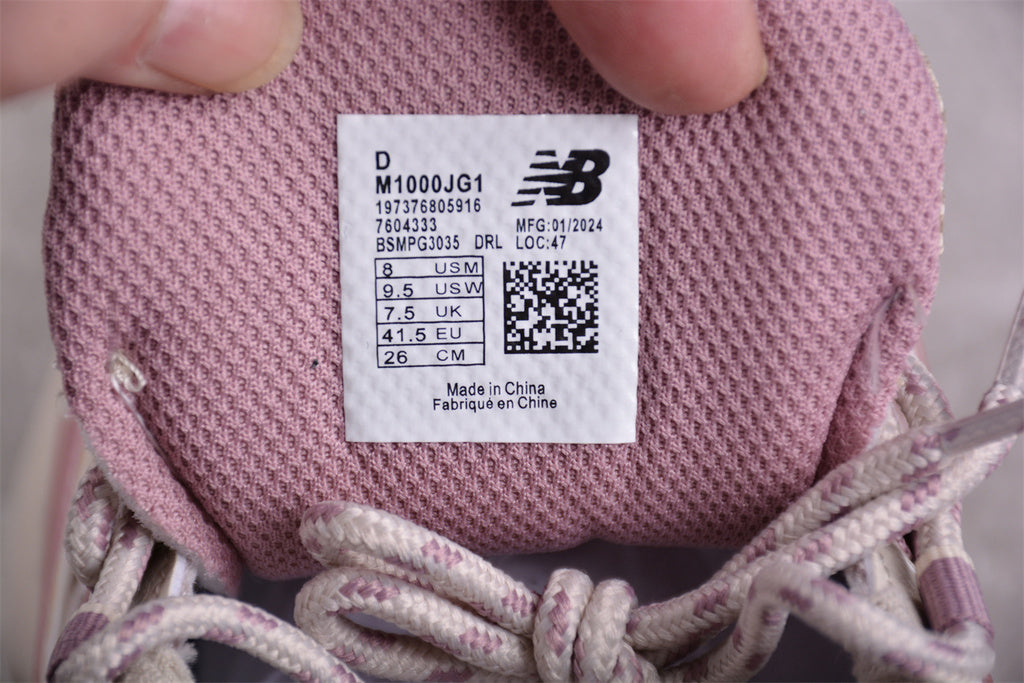 D
M1000JG1
NB
197376805916
7604333
MFG:01/2024
BSMPG3035 DRL LOC:47
8 USM
9.5 USW
7.5 UK
41.5 EU
26 CM
Made in China
Fabriqué en Chine